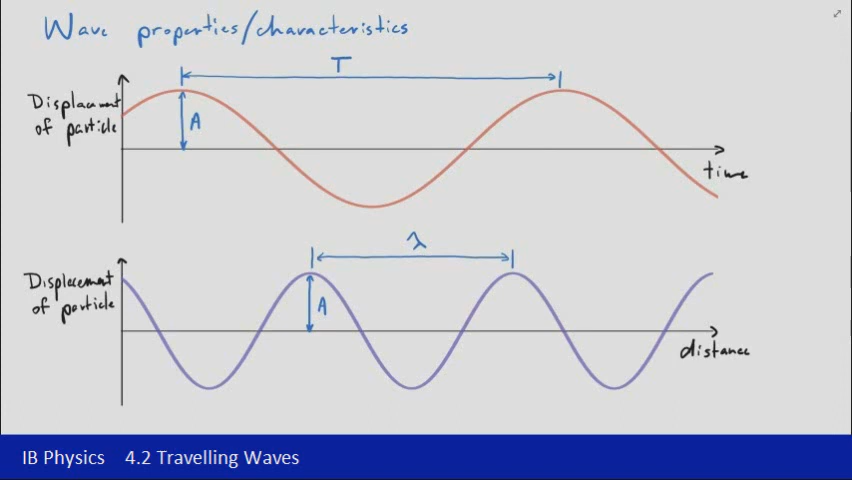 Wave properties/characteristics
T
Displacement
of particle
A
time
λ
Displacement
of particle
A
distance
IB Physics 4.2 Travelling Waves